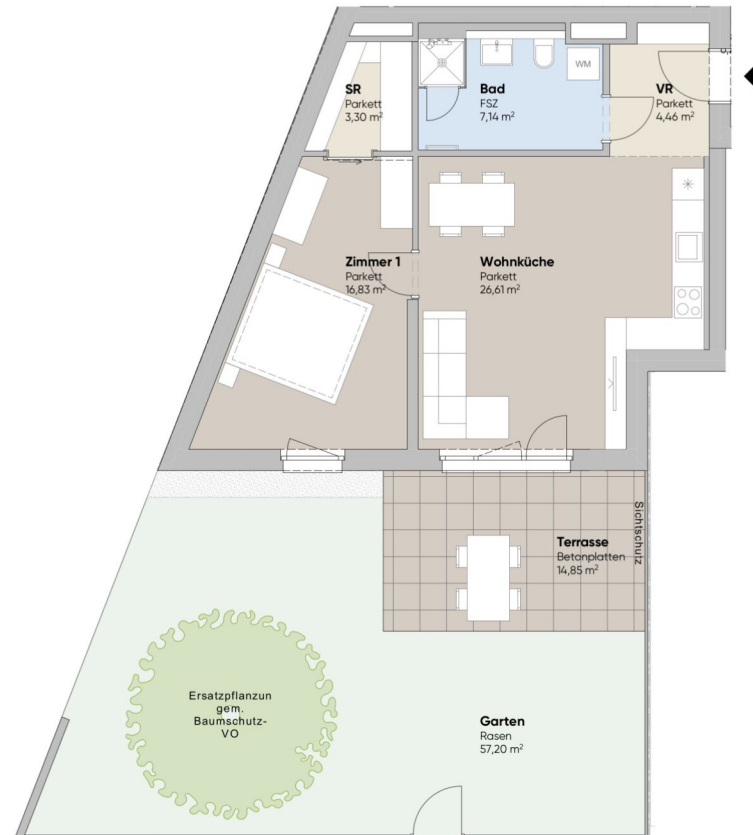 SR
Parkett
3,30 m²
Bad
FSZ
7,14 m²
WM
VR
Parkett
4,46 m²
Zimmer 1
Parkett
16,83 m²
Wohnküche
Parkett
26,61 m²
Sichtschutz
Terrasse
Betonplatten
14,85 m²
Ersatzpflanzun
gem.
Baumschutz-
VO
Garten
Rasen
57,20 m²